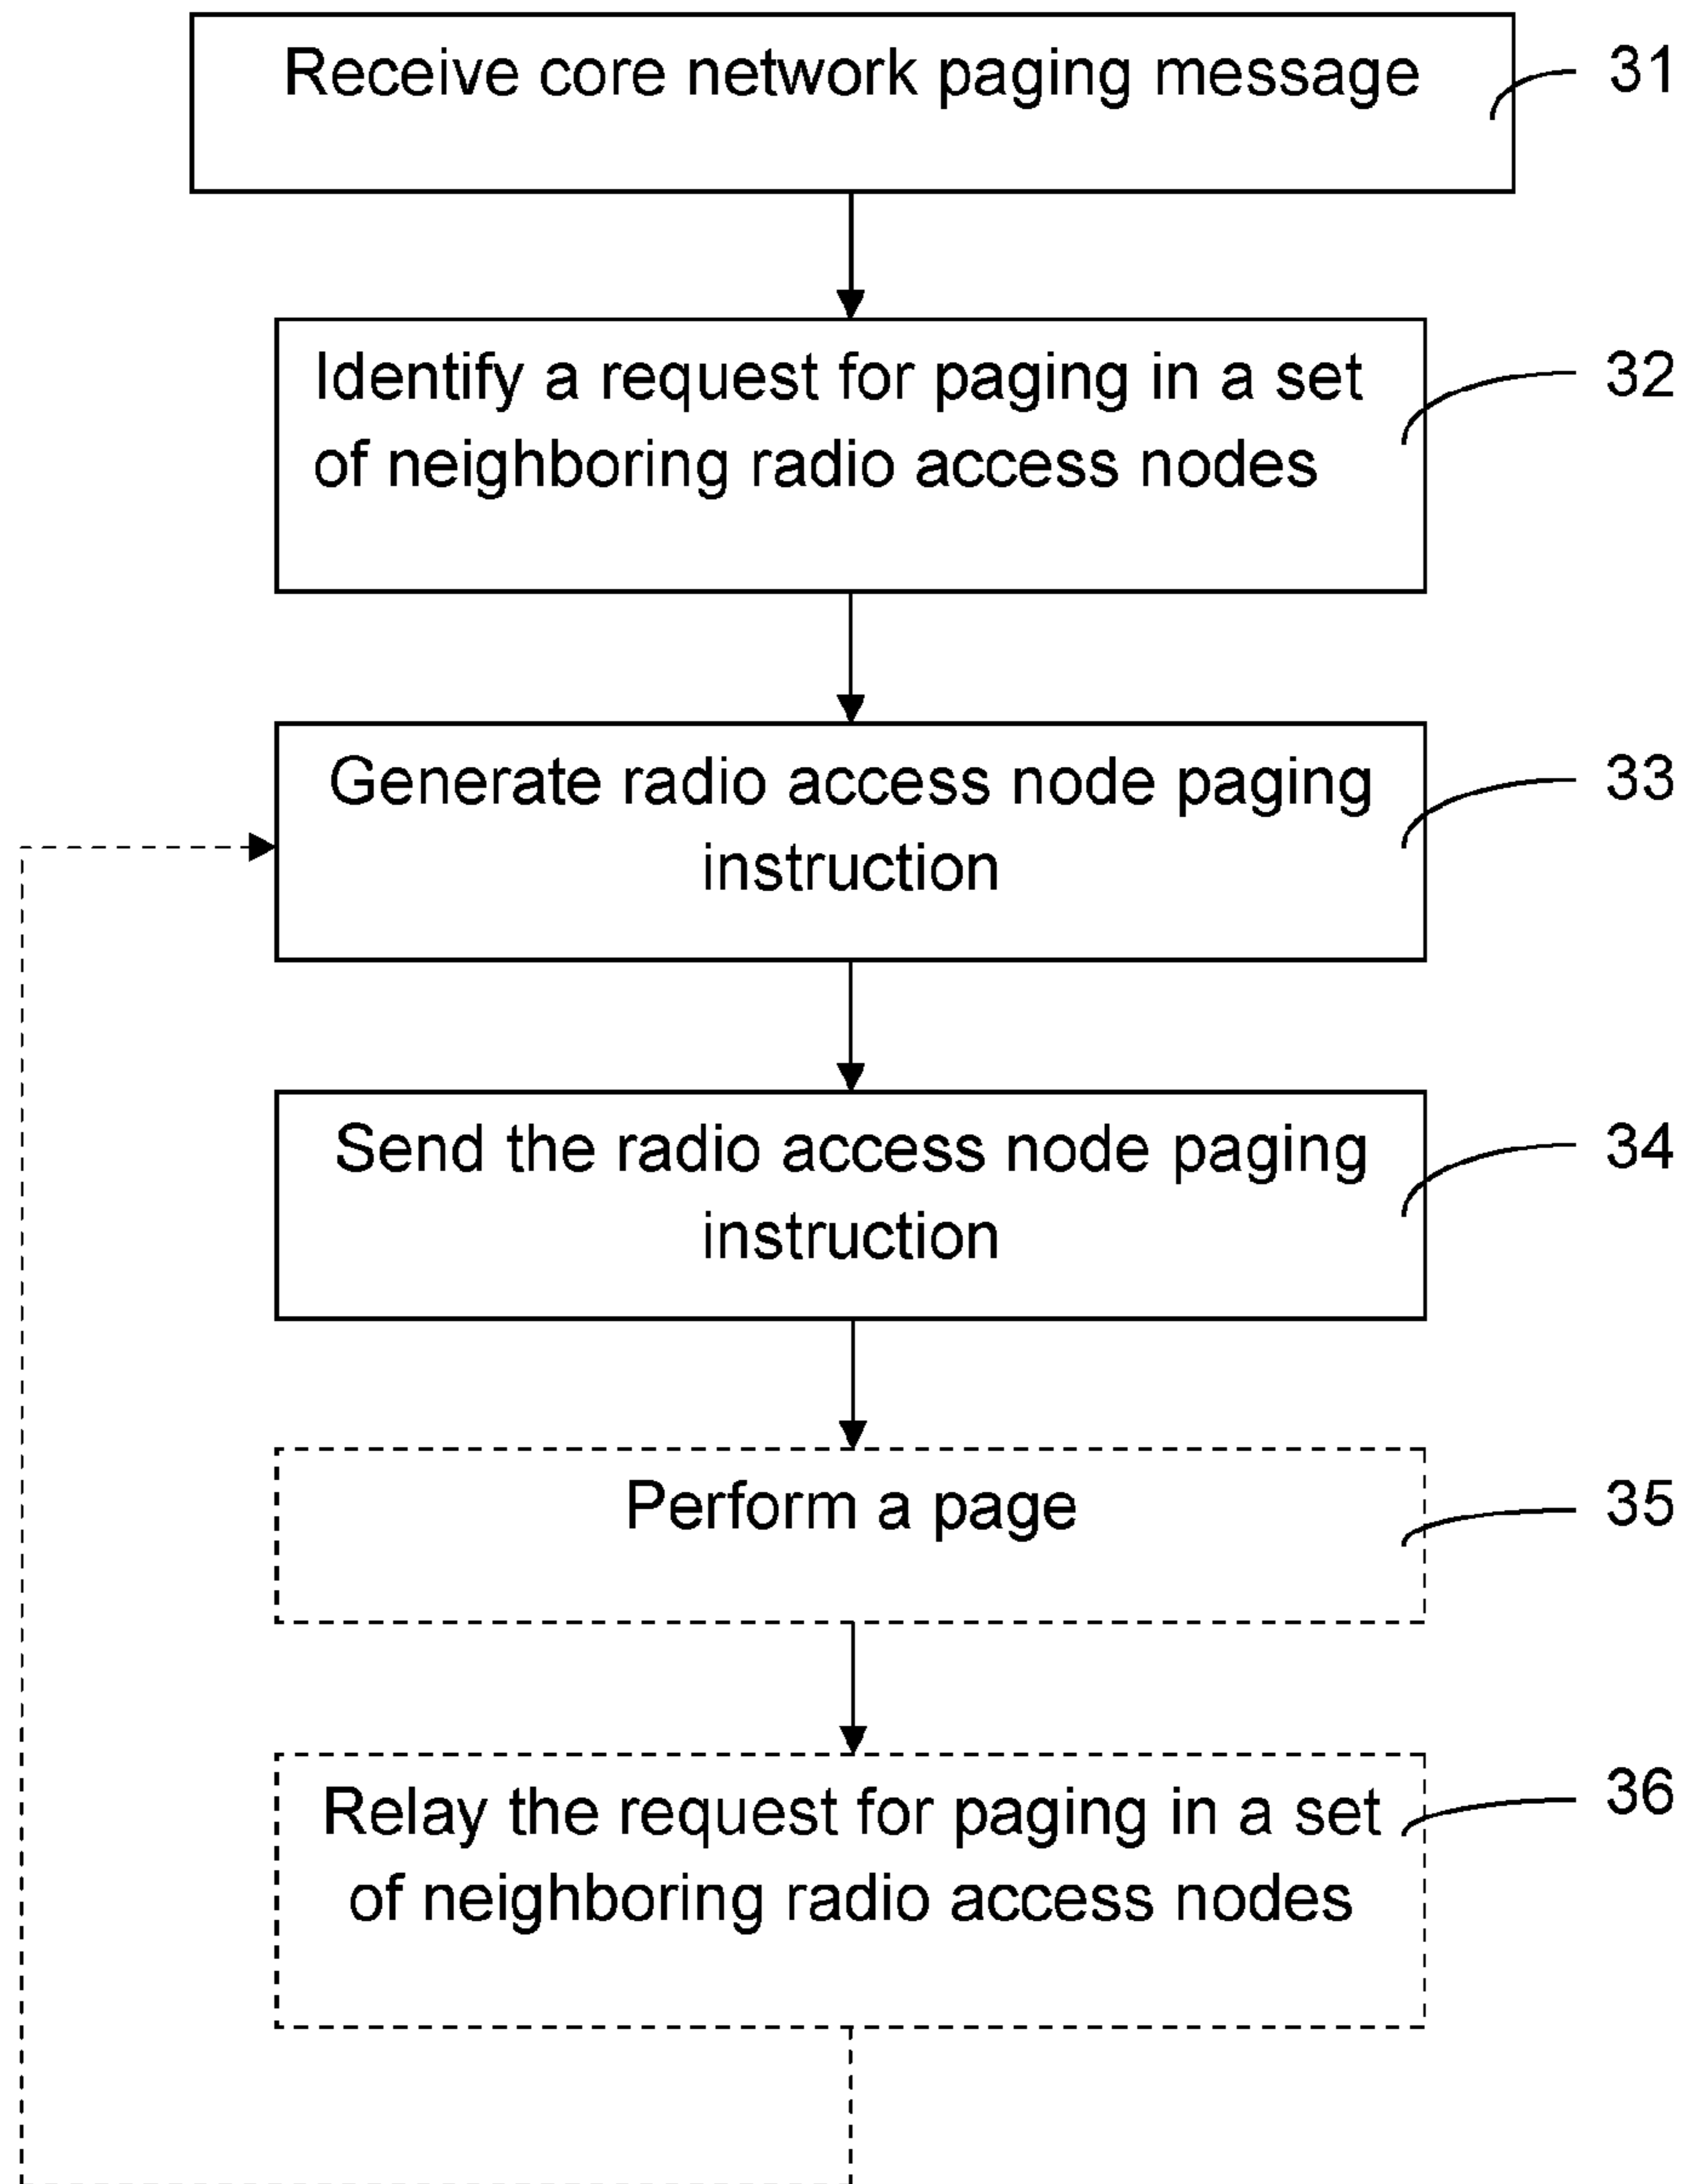 Receive core network paging message
31
Identify a request for paging in a set
of neighboring radio access nodes
32
Generate radio access node paging
instruction
33
Send the radio access node paging
instruction
34
Perform a page
35
Relay the request for paging in a set
of neighboring radio access nodes
36